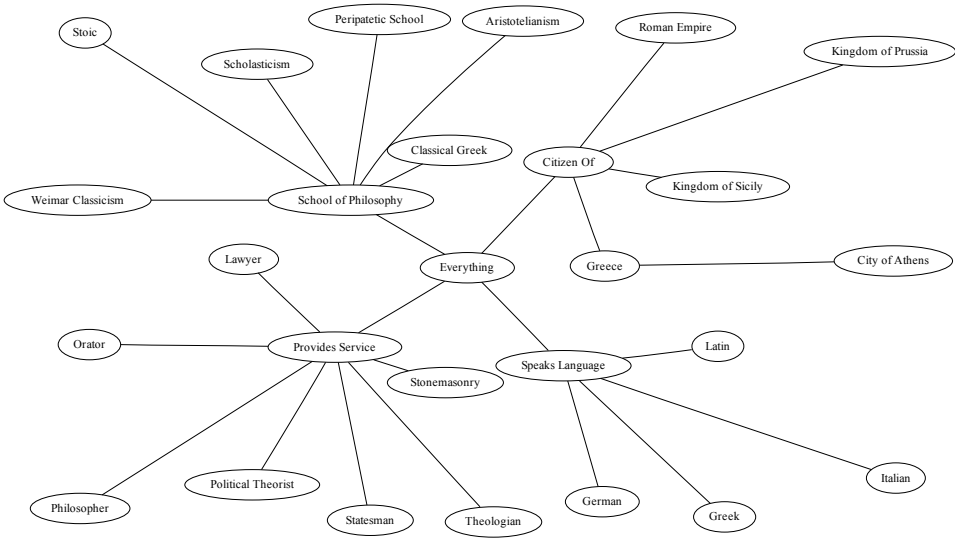 Peripatetic School
Aristotelianism
Stoic
Roman Empire
Kingdom of Prussia
Scholasticism
Classical Greek
Citizen Of
Kingdom of Sicily
Weimar Classicism
School of Philosophy
Lawyer
Everything
Greece
City of Athens
Orator
Provides Service
Latin
Speaks Language
Stonemasonry
Political Theorist
Italian
Philosopher
German
Statesman
Theologian
Greek